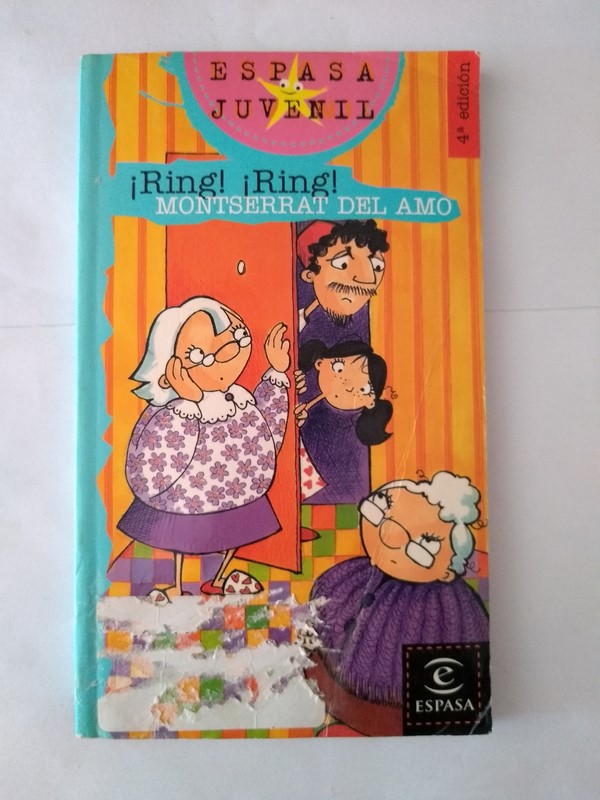 ESPASA
JUVENIL
4ª edición
¡Ring! ¡Ring!
MONTSERRAT DEL AMO
e
ESPASA